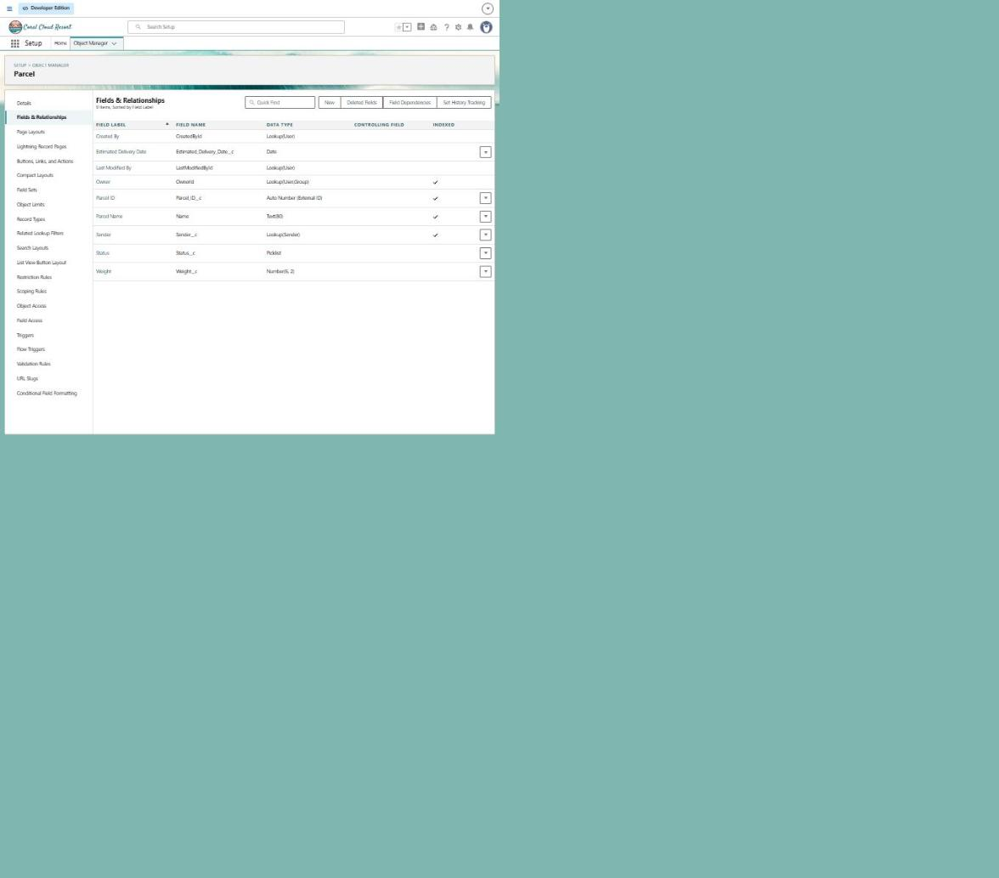 Developer Edition
Coral Cloud Resort
Search Setup
Setup
Home
Object Manager
SETUP > OBJECT MANAGER
Parcel
Details
Fields & Relationships
Page Layouts
Lightning Record Pages
Buttons, Links, and Actions
Compact Layouts
Field Sets
Object Limits
Record Types
Related Lookup Filters
Search Layouts
List View Button Layout
Restriction Rules
Scoping Rules
Object Access
Field Access
Triggers
Flow Triggers
Validation Rules
URL Slugs
Conditional Field Formatting
Fields & Relationships
9 Items, Sorted by Field Label
Quick Find
New Deleted Fields Field Dependencies Set History Tracking
FIELD LABEL FIELD NAME DATA TYPE CONTROLLING FIELD INDEXED
Created By CreatedById Lookup(User)
Estimated Delivery Date Estimated_Delivery_Date__c Date
Last Modified By LastModifiedById Lookup(User)
Owner OwnerId Lookup(User,Group)
Parcel ID Parcel_ID__c Auto Number (External ID)
Parcel Name Name Text(80)
Sender Sender__c Lookup(Sender)
Status Status__c Picklist
Weight Weight__c Number(6, 2)